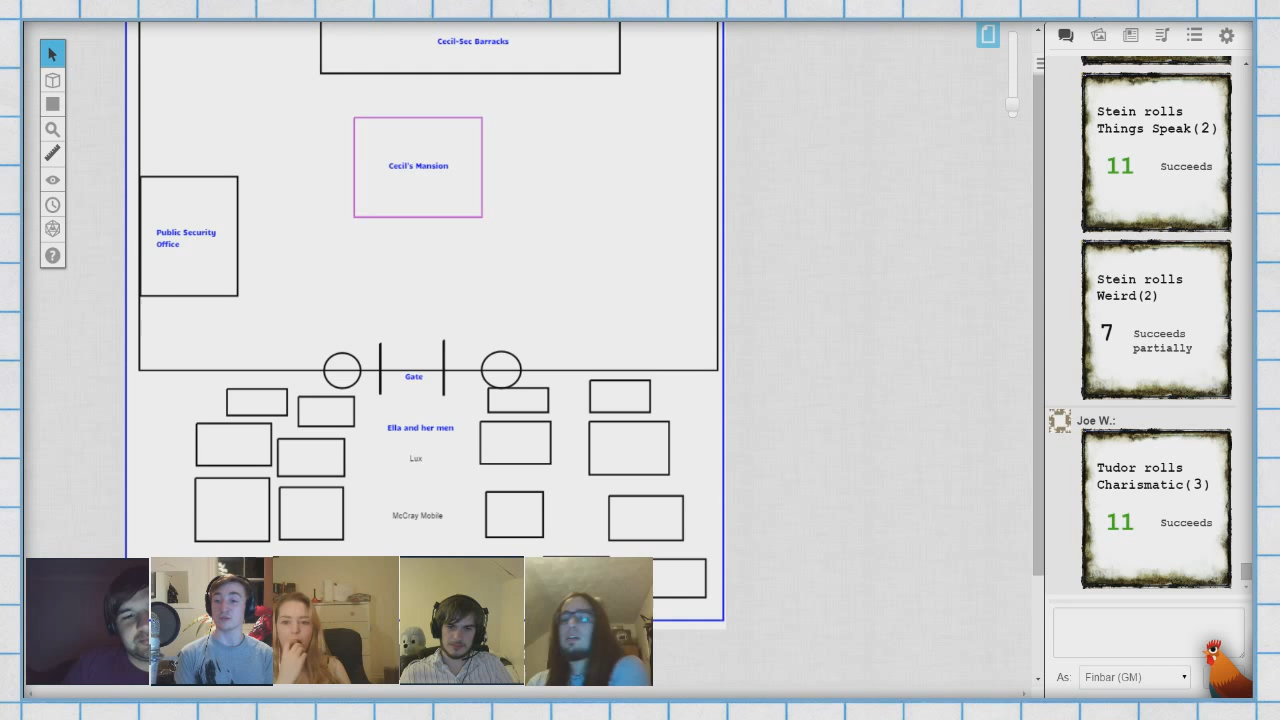 Cecil-Sec Barracks
Cecil's Mansion
Public Security
Office
Gate
Ella and her men
Lux
McCray Mobile
Stein rolls
Things Speak(2)
11 Succeeds
Stein rolls
Weird(2)
7 Succeeds
partially
Joe W.:
Tudor rolls
Charismatic(3)
11 Succeeds
As: Finbar (GM)